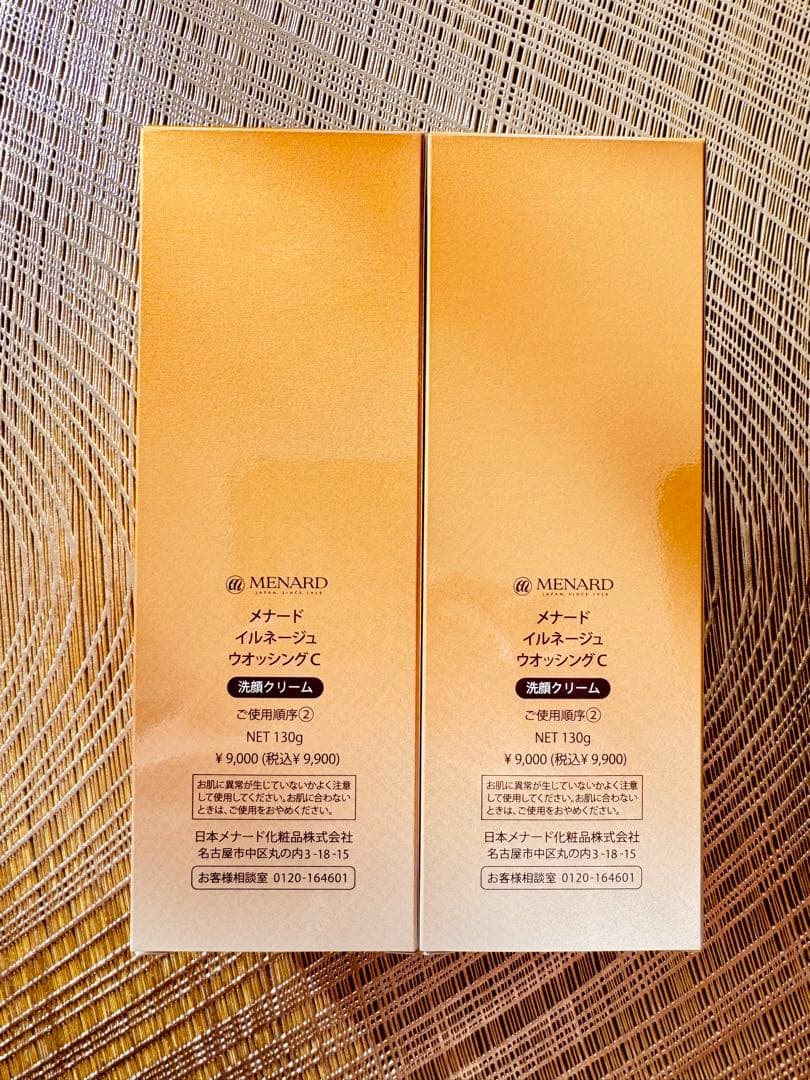 MENARD
JAPAN, SINCE 1959
メナード
イルネージュ
ウオッシングC
洗顔クリーム
ご使用順序②
NET 130g
¥9,000 (税込¥9,900)
お肌に異常が生じていないかよく注意
して使用してください。お肌に合わない
ときは、ご使用をおやめください。
日本メナード化粧品株式会社
名古屋市中区丸の内3-18-15
お客様相談室 0120-164601
MENARD
JAPAN, SINCE 1959
メナード
イルネージュ
ウオッシングC
洗顔クリーム
ご使用順序②
NET 130g
¥9,000 (税込¥9,900)
お肌に異常が生じていないかよく注意
して使用してください。お肌に合わない
ときは、ご使用をおやめください。
日本メナード化粧品株式会社
名古屋市中区丸の内3-18-15
お客様相談室 0120-164601